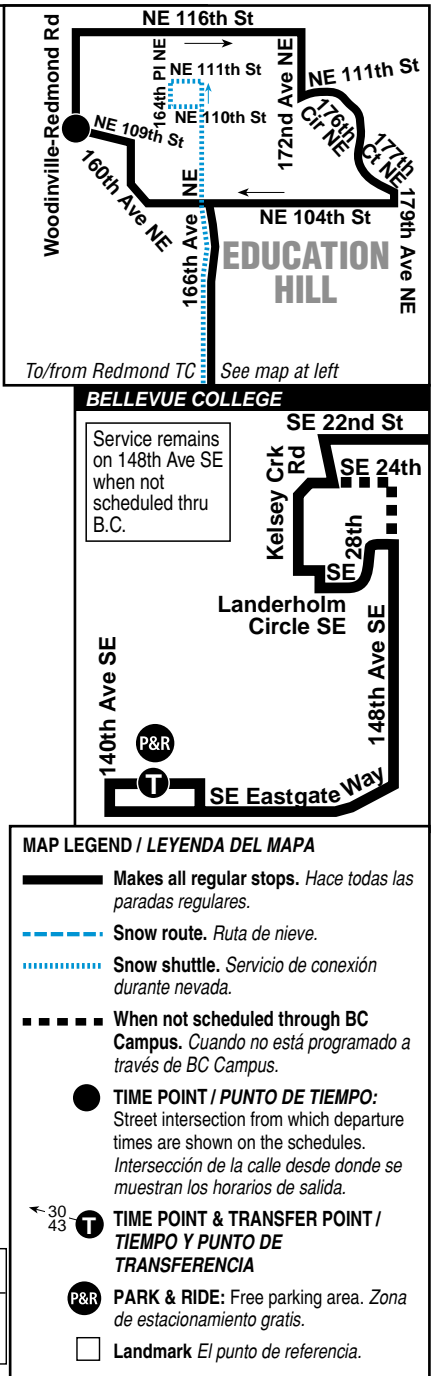 NE 116th St
Woodinville-Redmond Rd
164th Pl NE
NE 111th St
NE 110th St
172nd Ave NE
NE 111th St
176th
Cir NE
177th
Ct NE
179th Ave NE
NE 109th St
160th Ave NE
166th Ave NE
NE 104th St
EDUCATION
HILL
To/from Redmond TC
See map at left
BELLEVUE COLLEGE
Service remains
on 148th Ave SE
when not
scheduled thru
B.C.
SE 22nd St
Kelsey Crk
Rd
SE 24th
SE 28th
Landerholm
Circle SE
148th Ave SE
140th Ave SE
P&R
T
SE Eastgate Way
MAP LEGEND / LEYENDA DEL MAPA
Makes all regular stops. Hace todas las
paradas regulares.
Snow route. Ruta de nieve.
Snow shuttle. Servicio de conexión
durante nevada.
When not scheduled through BC
Campus. Cuando no está programado a
través de BC Campus.
TIME POINT / PUNTO DE TIEMPO:
Street intersection from which departure
times are shown on the schedules.
Intersección de la calle desde donde se
muestran los horarios de salida.
30
43
T
TIME POINT & TRANSFER POINT /
TIEMPO Y PUNTO DE
TRANSFERENCIA
P&R
PARK & RIDE: Free parking area. Zona
de estacionamiento gratis.
Landmark El punto de referencia.